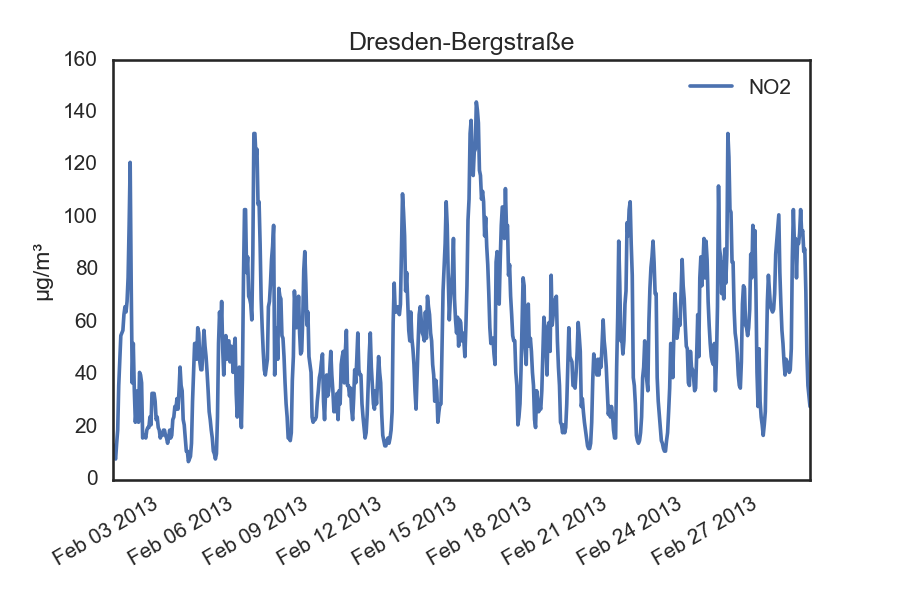 Dresden-Bergstraße
NO2
µg/m³
160
140
120
100
80
60
40
20
0
Feb 03 2013
Feb 06 2013
Feb 09 2013
Feb 12 2013
Feb 15 2013
Feb 18 2013
Feb 21 2013
Feb 24 2013
Feb 27 2013